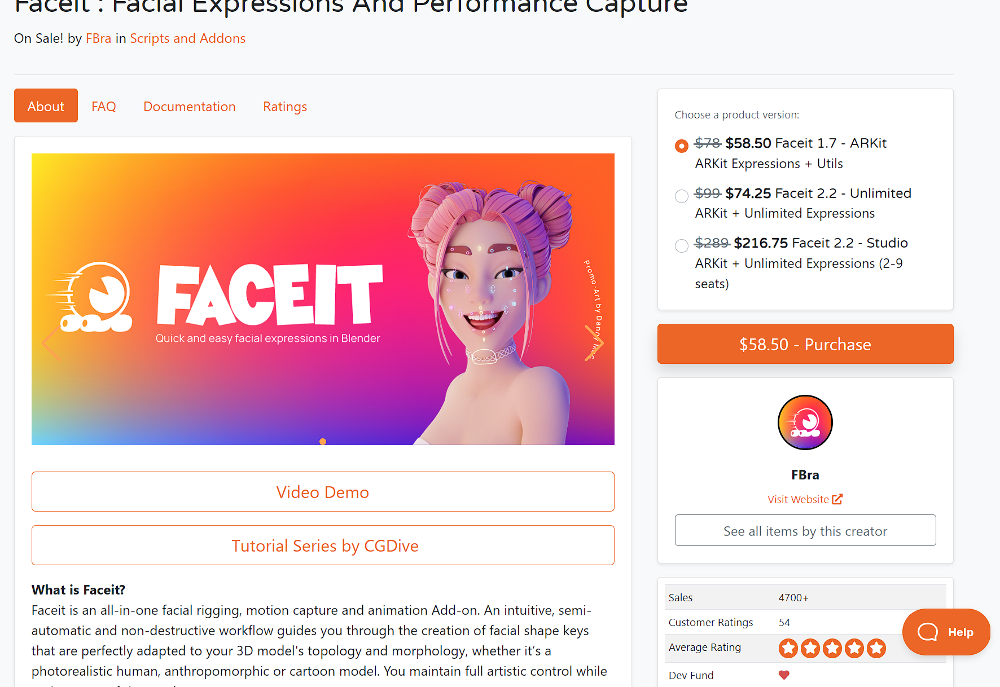 Faceit : Facial Expressions And Performance Capture
On Sale! by FBra in Scripts and Addons
About
FAQ
Documentation
Ratings
FACEIT
Quick and easy facial expressions in Blender
Promo-Art by Danny Mac
Video Demo
Tutorial Series by CGDive
What is Faceit?
Faceit is an all-in-one facial rigging, motion capture and animation Add-on. An intuitive, semi-
automatic and non-destructive workflow guides you through the creation of facial shape keys
that are perfectly adapted to your 3D model's topology and morphology, whether it’s a
photorealistic human, anthropomorphic or cartoon model. You maintain full artistic control while
Choose a product version:
$78 $58.50 Faceit 1.7 - ARKit
ARKit Expressions + Utils
$99 $74.25 Faceit 2.2 - Unlimited
ARKit + Unlimited Expressions
$289 $216.75 Faceit 2.2 - Studio
ARKit + Unlimited Expressions (2-9
seats)
$58.50 - Purchase
FBra
Visit Website
See all items by this creator
Sales 4700+
Customer Ratings 54
Average Rating
Dev Fund
Help